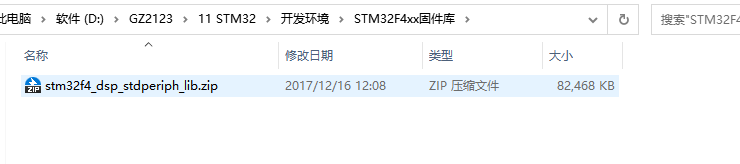 此电脑 › 软件 (D:) › GZ2123 › 11 STM32 › 开发环境 › STM32F4xx固件库 › 搜索"STM32F4
名称 修改日期 类型 大小
ZIP stm32f4_dsp_stdperiph_lib.zip 2017/12/16 12:08 ZIP 压缩文件 82,468 KB